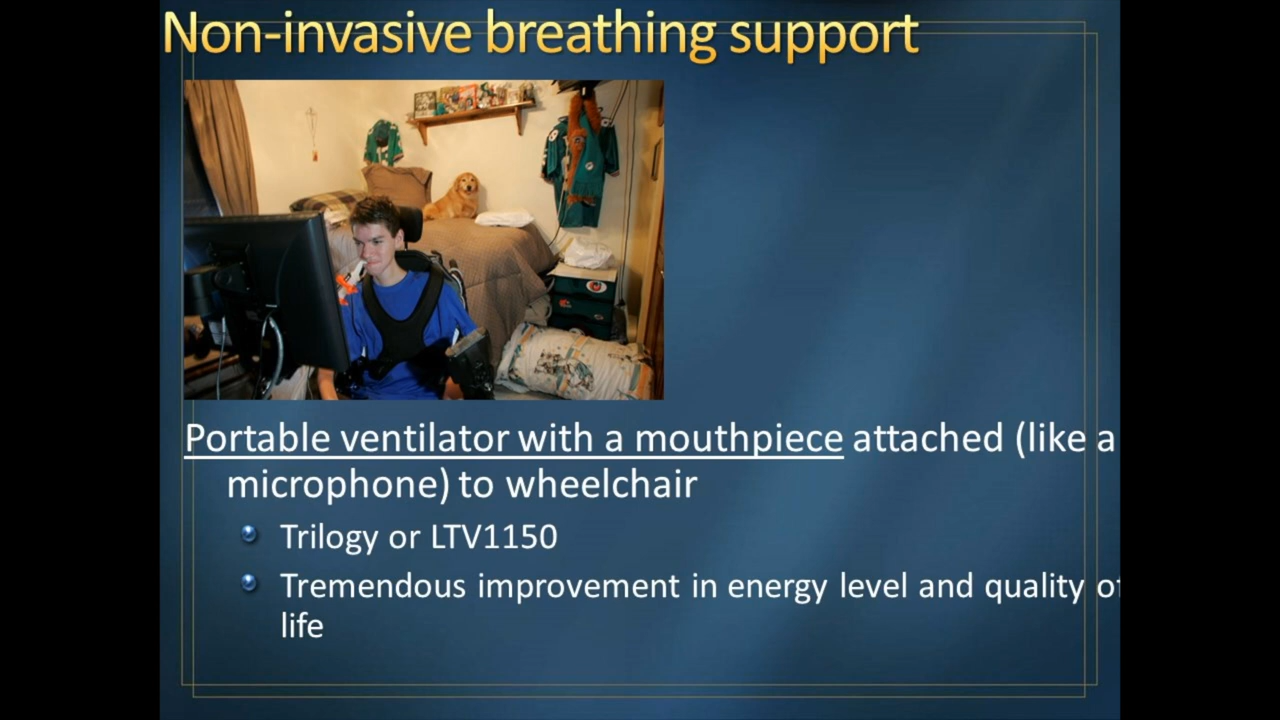 Non-invasive breathing support
Portable ventilator with a mouthpiece attached (like a
microphone) to wheelchair
Trilogy or LTV1150
Tremendous improvement in energy level and quality of
life